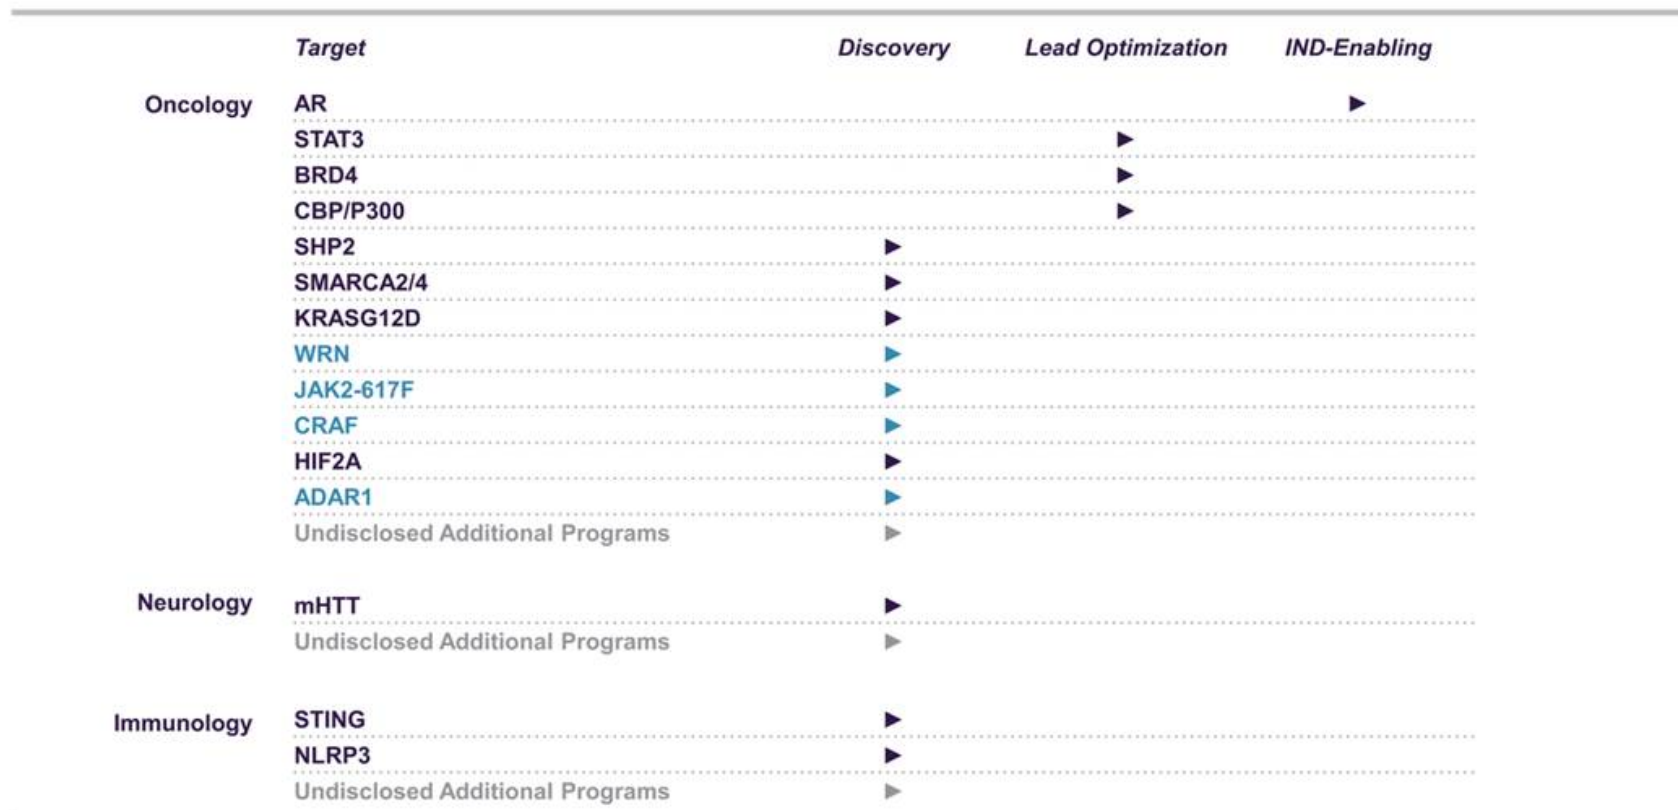 Target Discovery Lead Optimization IND-Enabling
Oncology AR
STAT3
BRD4
CBP/P300
SHP2
SMARCA2/4
KRASG12D
WRN
JAK2-617F
CRAF
HIF2A
ADAR1
Undisclosed Additional Programs
Neurology mHTT
Undisclosed Additional Programs
Immunology STING
NLRP3
Undisclosed Additional Programs